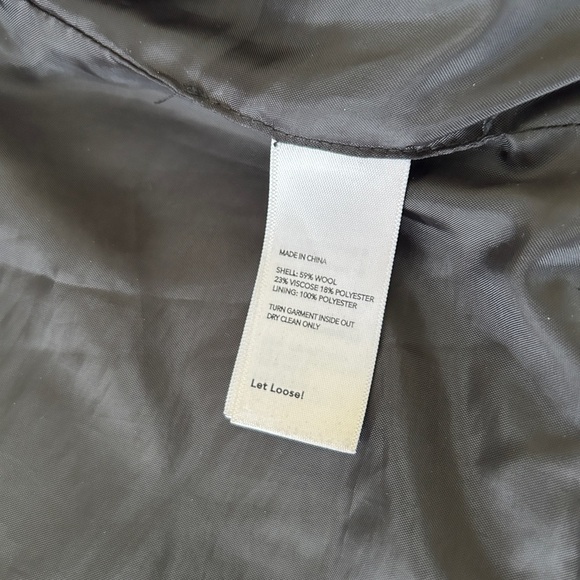 MADE IN CHINA
SHELL: 59% WOOL
23% VISCOSE 18% POLYESTER
LINING: 100% POLYESTER
TURN GARMENT INSIDE OUT
DRY CLEAN ONLY
Let Loose!